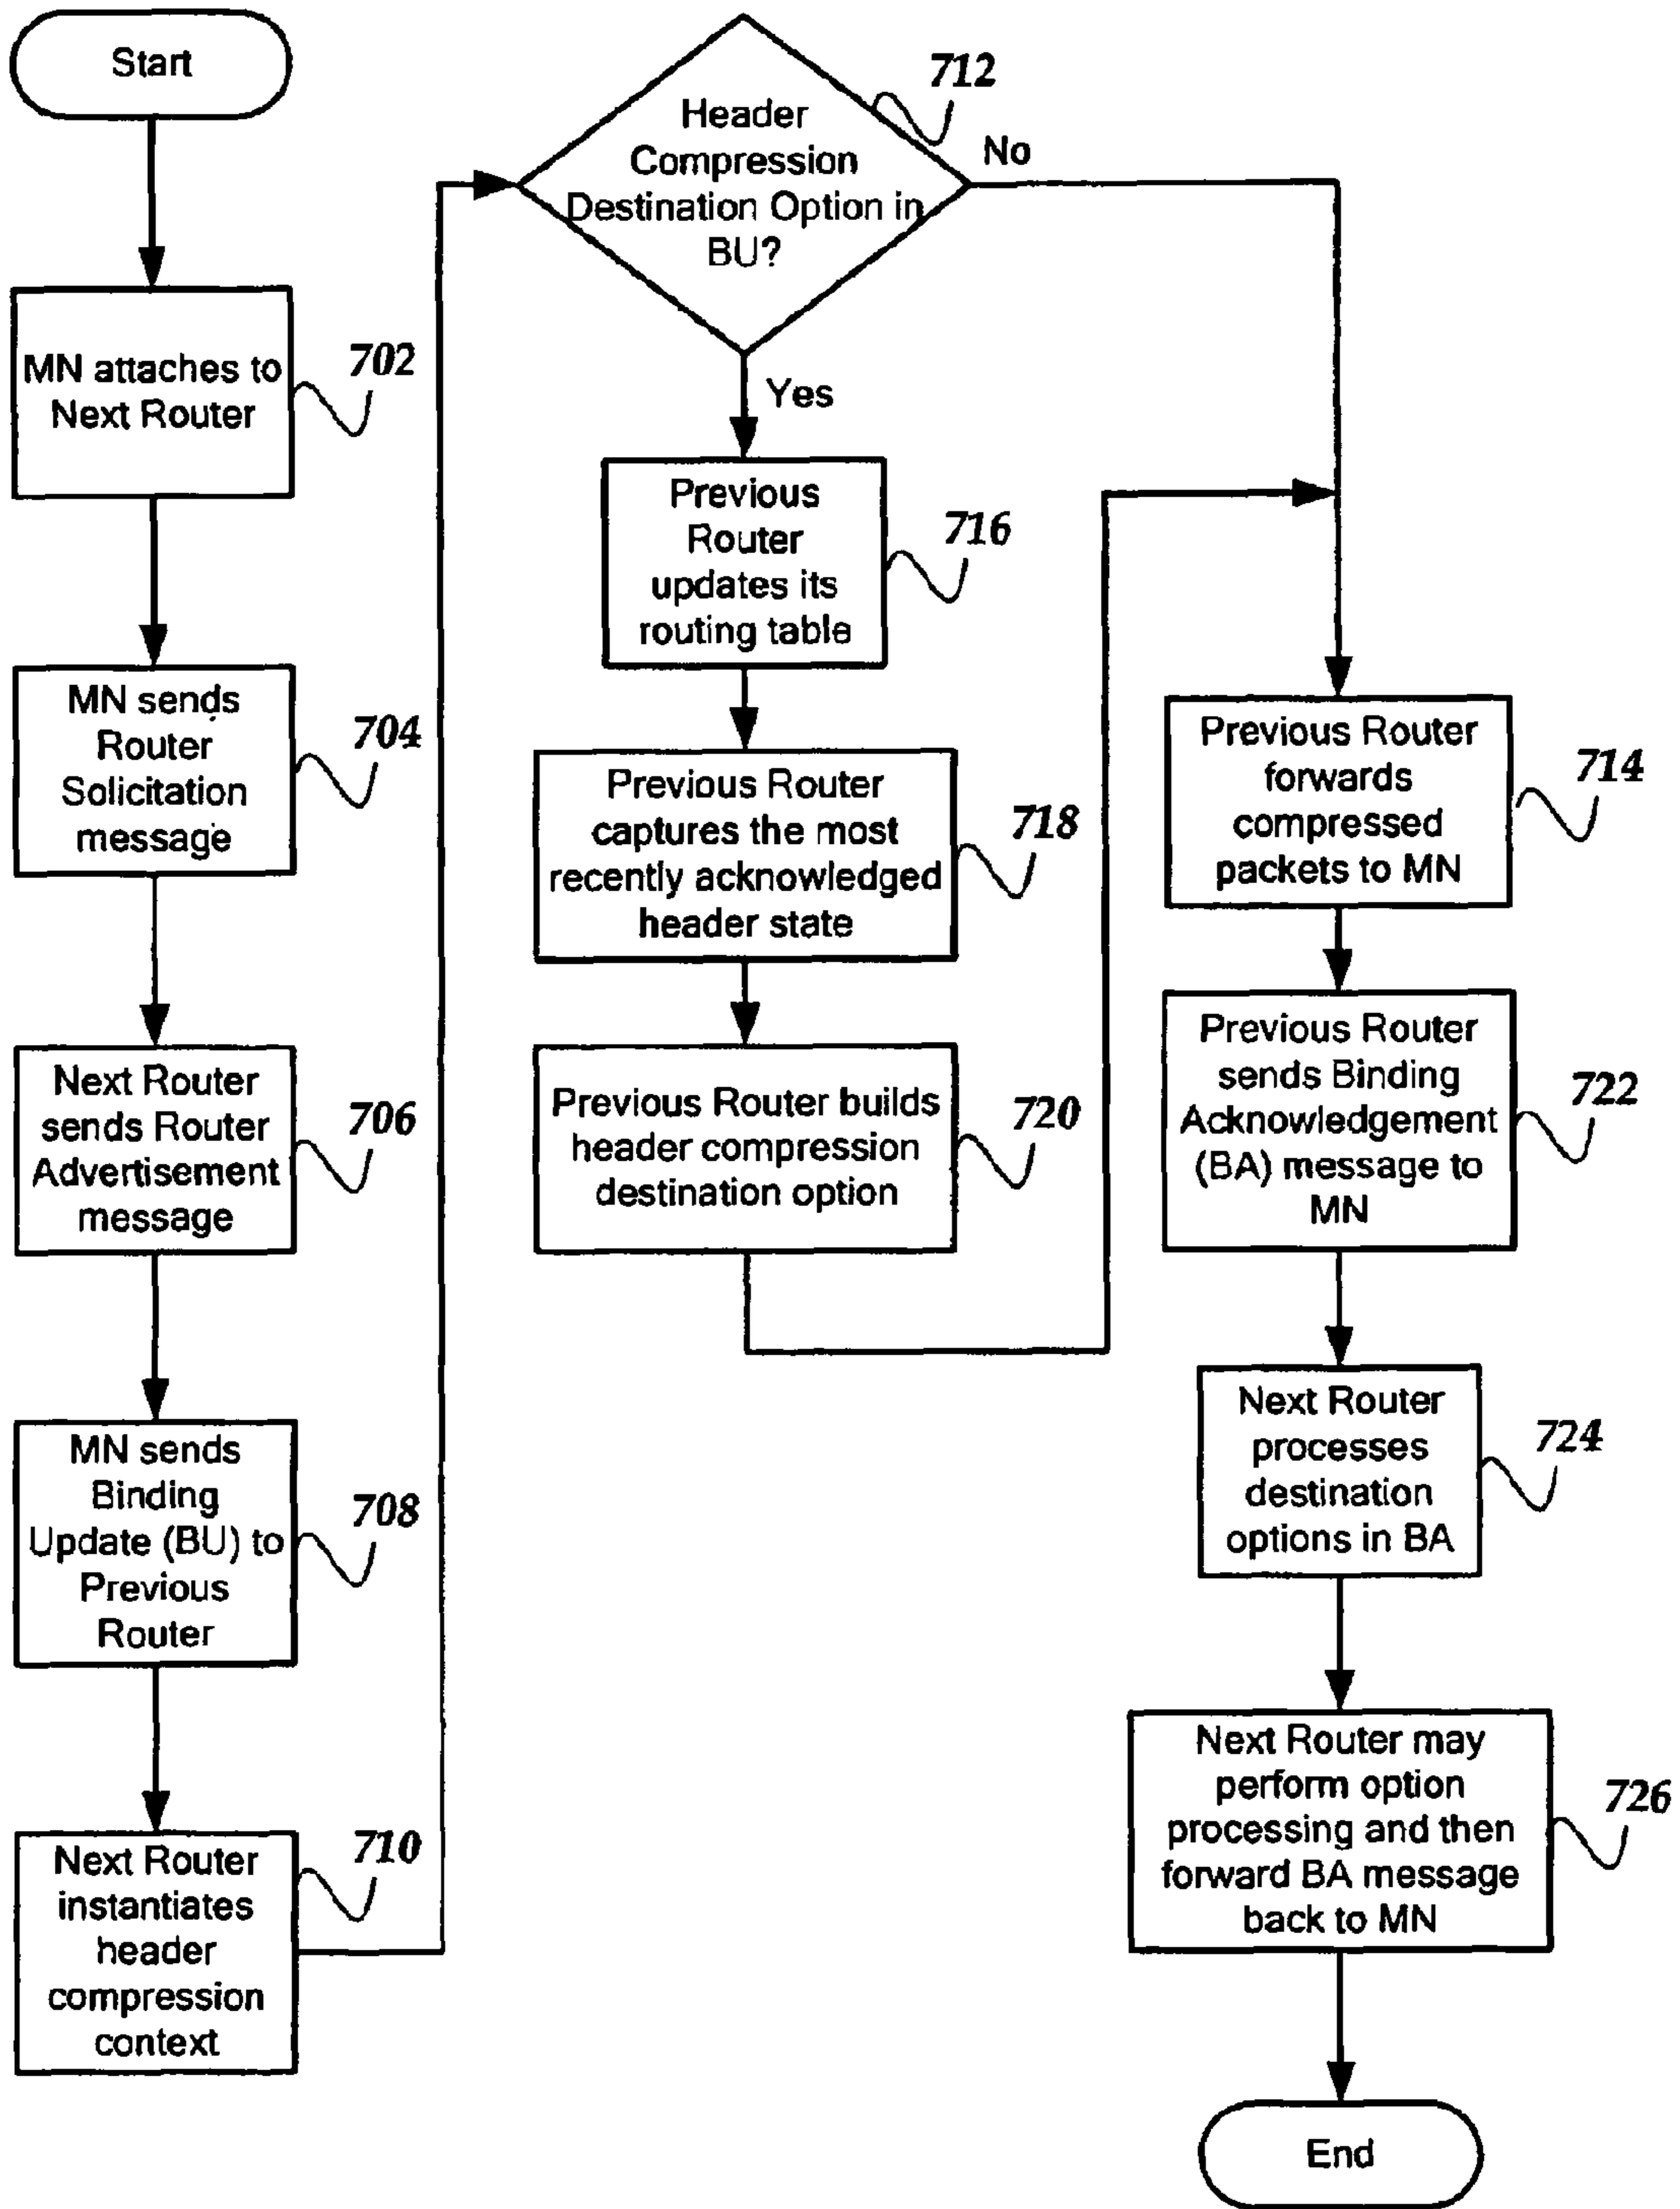 Start
MN attaches to
Next Router
702
MN sends
Router
Solicitation
message
704
Next Router
sends Router
Advertisement
message
706
MN sends
Binding
Update (BU) to
Previous
Router
708
Next Router
instantiates
header
compression
context
710
Header
Compression
Destination Option in
BU?
712
No
Yes
Previous
Router
updates its
routing table
716
Previous Router
captures the most
recently acknowledged
header state
718
Previous Router builds
header compression
destination option
720
Previous Router
forwards
compressed
packets to MN
714
Previous Router
sends Binding
Acknowledgement
(BA) message to
MN
722
Next Router
processes
destination
options in BA
724
Next Router may
perform option
processing and then
forward BA message
back to MN
726
End